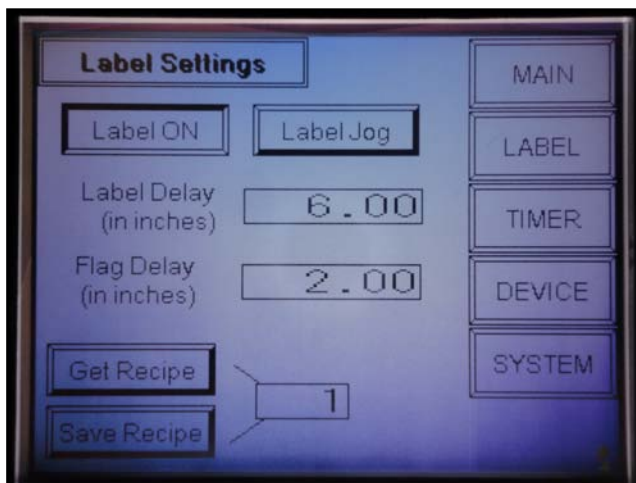 Label Settings
MAIN
Label ON
Label Jog
LABEL
Label Delay
(in inches)
6.00
TIMER
Flag Delay
(in inches)
2.00
DEVICE
Get Recipe
SYSTEM
1
Save Recipe